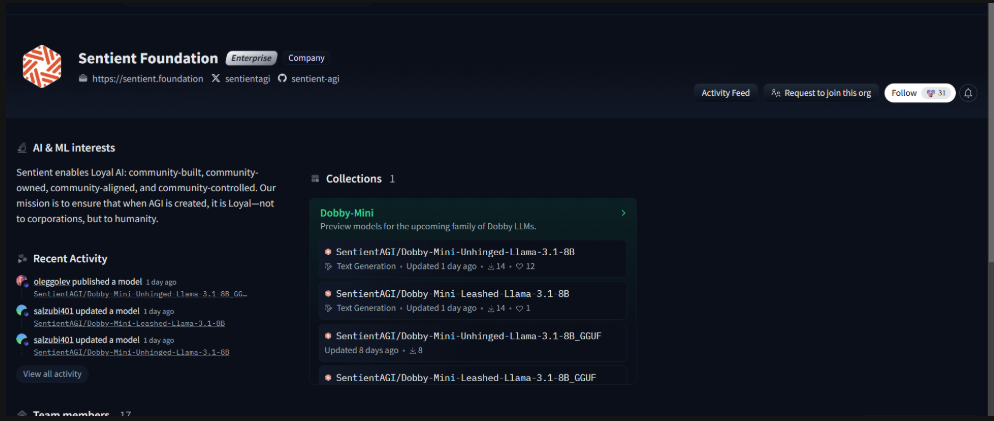 Sentient Foundation Enterprise Company
https://sentient.foundation sentientagi sentient-agi
Activity Feed Request to join this org Follow 31
AI & ML interests
Sentient enables Loyal AI: community-built, community-
owned, community-aligned, and community-controlled. Our
mission is to ensure that when AGI is created, it is Loyal—not
to corporations, but to humanity.
Recent Activity
oleggolev published a model 1 day ago
SentientAGI/Dobby-Mini-Unhinged-Llama-3.1-8B_GG…
salzubi401 updated a model 1 day ago
SentientAGI/Dobby-Mini-Leashed-Llama-3.1-8B
salzubi401 updated a model 1 day ago
SentientAGI/Dobby-Mini-Unhinged-Llama-3.1-8B
View all activity
Team members 17
Collections 1
Dobby-Mini
Preview models for the upcoming family of Dobby LLMs.
SentientAGI/Dobby-Mini-Unhinged-Llama-3.1-8B
Text Generation • Updated 1 day ago • 14 • 12
SentientAGI/Dobby-Mini-Leashed-Llama-3.1-8B
Text Generation • Updated 1 day ago • 14 • 1
SentientAGI/Dobby-Mini-Unhinged-Llama-3.1-8B_GGUF
Updated 8 days ago • 8
SentientAGI/Dobby-Mini-Leashed-Llama-3.1-8B_GGUF